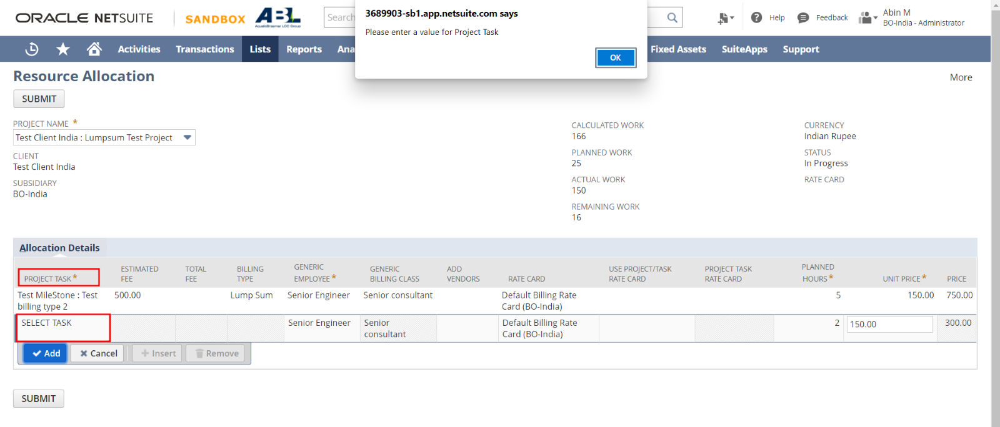 ORACLE NETSUITE
SANDBOX
ABL
Search
3689903-sb1.app.netsuite.com says
Please enter a value for Project Task
OK
Help
Feedback
Abin M
BO-India - Administrator
Activities
Transactions
Lists
Reports
Ana
Fixed Assets
SuiteApps
Support
Resource Allocation
More
SUBMIT
PROJECT NAME *
Test Client India : Lumpsum Test Project
CLIENT
Test Client India
SUBSIDIARY
BO-India
CALCULATED WORK
166
PLANNED WORK
25
ACTUAL WORK
150
REMAINING WORK
16
CURRENCY
Indian Rupee
STATUS
In Progress
RATE CARD
Allocation Details
PROJECT TASK *
ESTIMATED
FEE
TOTAL
FEE
BILLING
TYPE
GENERIC
EMPLOYEE *
GENERIC
BILLING CLASS
ADD
VENDORS
RATE CARD
USE PROJECT/TASK
RATE CARD
PROJECT TASK
RATE CARD
PLANNED
HOURS *
UNIT PRICE *
PRICE
Test MileStone : Test
billing type 2
500.00
Lump Sum
Senior Engineer
Senior consultant
Default Billing Rate
Card (BO-India)
5
150.00
750.00
SELECT TASK
Senior Engineer
Senior
consultant
Default Billing Rate
Card (BO-India)
2
150.00
300.00
Add
Cancel
Insert
Remove
SUBMIT